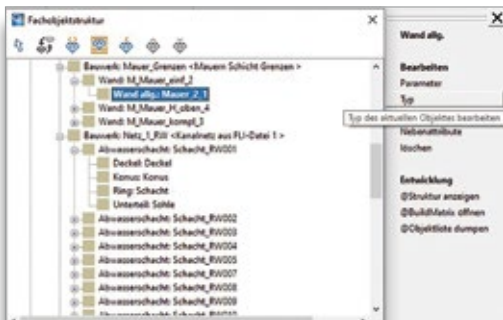 Fachobjektstruktur
Bauwerk: Mauer_Grenzen <Mauern Schicht Grenzen >
Wand: M_Mauer_einf_2
Wand allg.: Mauer_2_1
Wand: M_Mauer_H_oben_4
Wand: M_Mauer_kompl_3
Bauwerk: Netz_1_RW <Kanalnetz aus FLI-Datei 1 >
Abwasserschacht: Schacht_RW001
Deckel: Deckel
Konus: Konus
Ring: Schacht
Unterteil: Sohle
Abwasserschacht: Schacht_RW002
Abwasserschacht: Schacht_RW003
Abwasserschacht: Schacht_RW004
Abwasserschacht: Schacht_RW005
Abwasserschacht: Schacht_RW007
Abwasserschacht: Schacht_RW008
Abwasserschacht: Schacht_RW009
Abwasserschacht: Schacht_RW010
Wand allg.
Bearbeiten
Parameter
Typ
Typ des aktuellen Objektes bearbeiten
Nebenattribute
löschen
Entwicklung
@Struktur anzeigen
@BuildMatrix öffnen
@Objektliste dumpen